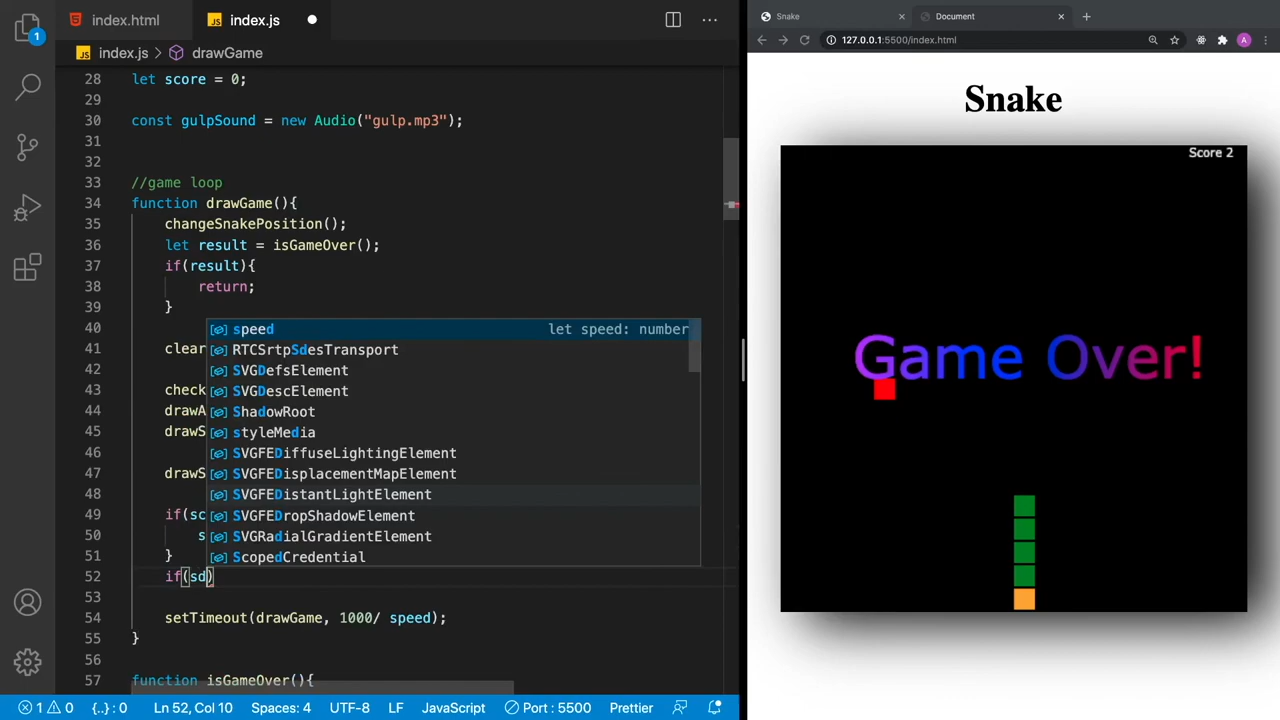 index.html
index.js
index.js > drawGame
28 let score = 0;
29
30 const gulpSound = new Audio("gulp.mp3");
31
32
33 //game loop
34 function drawGame(){
35 changeSnakePosition();
36 let result = isGameOver();
37 if(result){
38 return;
39 }
40
41 clear
42
43 check
44 drawA
45 drawS
46
47 drawS
48
49 if(sc
50 s
51 }
52 if(sd)
53
54 setTimeout(drawGame, 1000/ speed);
55 }
56
57 function isGameOver(){
speed let speed: number
RTCSrtpSdesTransport
SVGDefsElement
SVGDescElement
ShadowRoot
styleMedia
SVGFEDiffuseLightingElement
SVGFEDisplacementMapElement
SVGFEDistantLightElement
SVGFEDropShadowElement
SVGRadialGradientElement
ScopedCredential
1
JS
JS
1 0 {..} : 0 Ln 52, Col 10 Spaces: 4 UTF-8 LF JavaScript Port : 5500 Prettier
Snake Document
127.0.0.1:5500/index.html A
Snake
Score 2
Game Over!